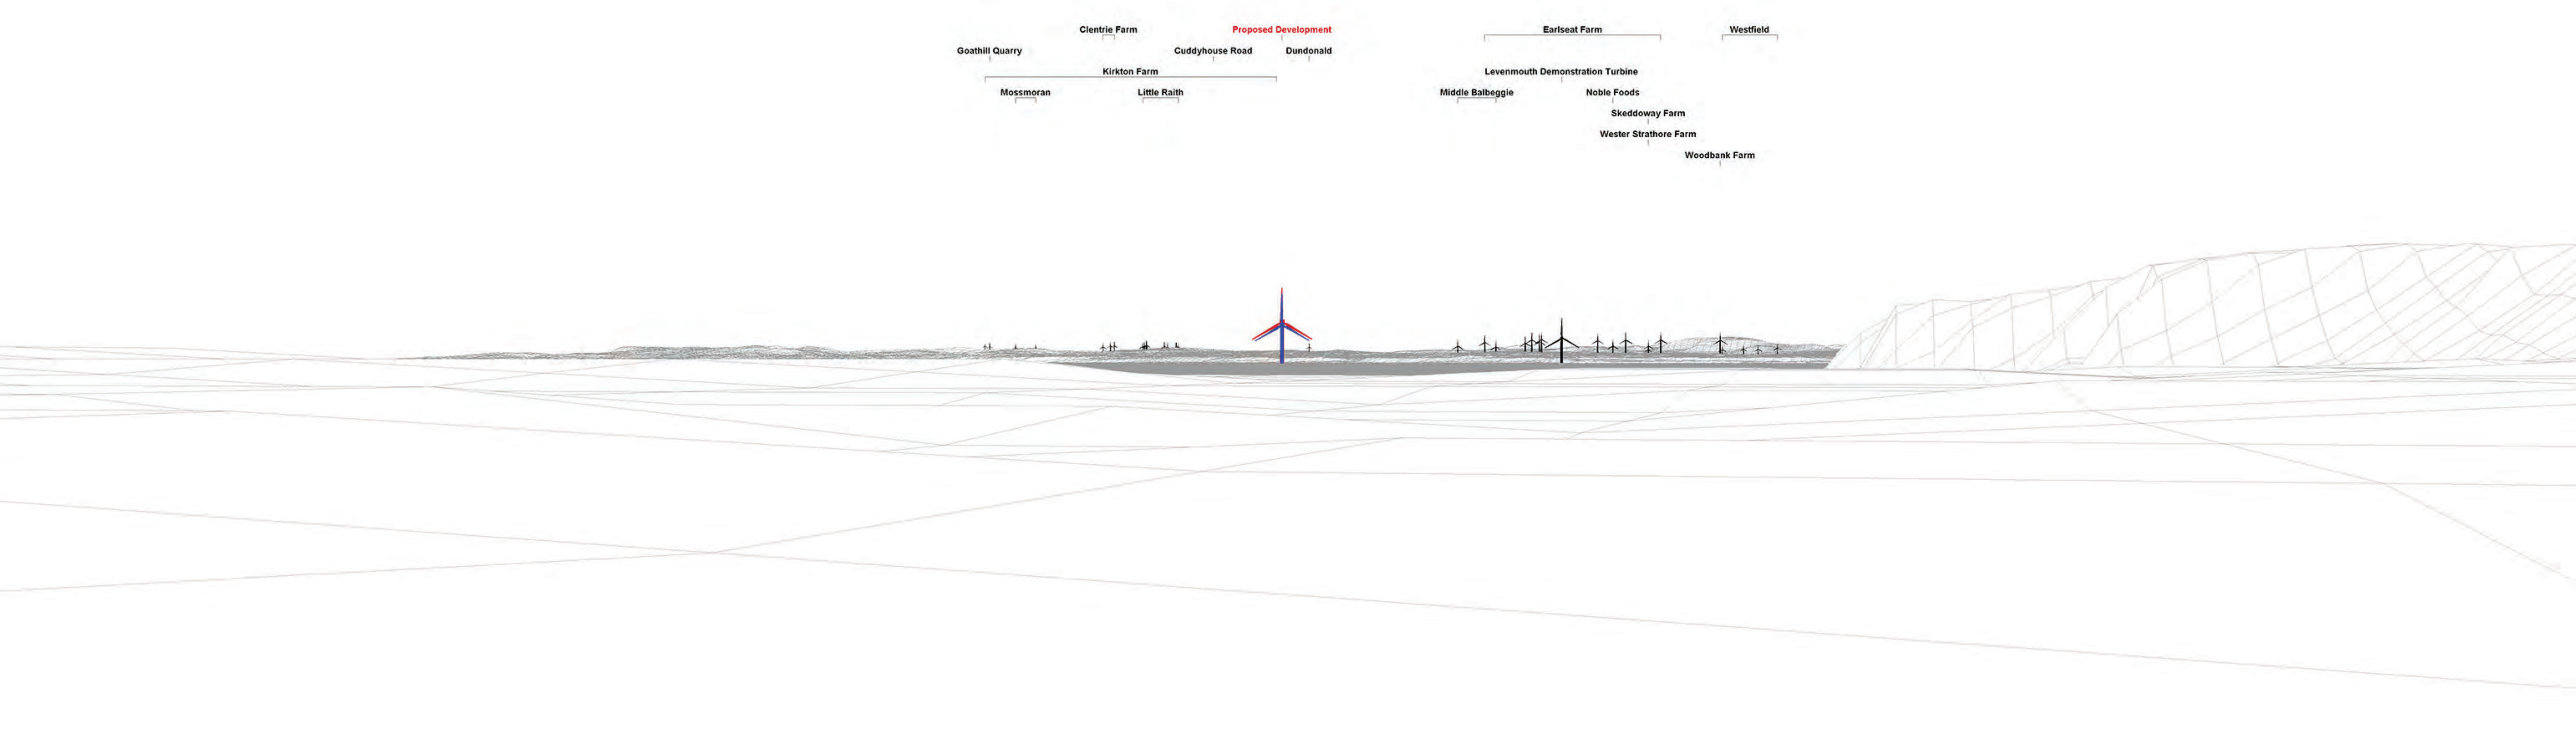 Clentrie Farm
Proposed Development
Earlseat Farm
Westfield
Goathill Quarry
Cuddyhouse Road
Dundonald
Kirkton Farm
Levenmouth Demonstration Turbine
Mossmoran
Little Raith
Middle Balbeggie
Noble Foods
Skeddoway Farm
Wester Strathore Farm
Woodbank Farm